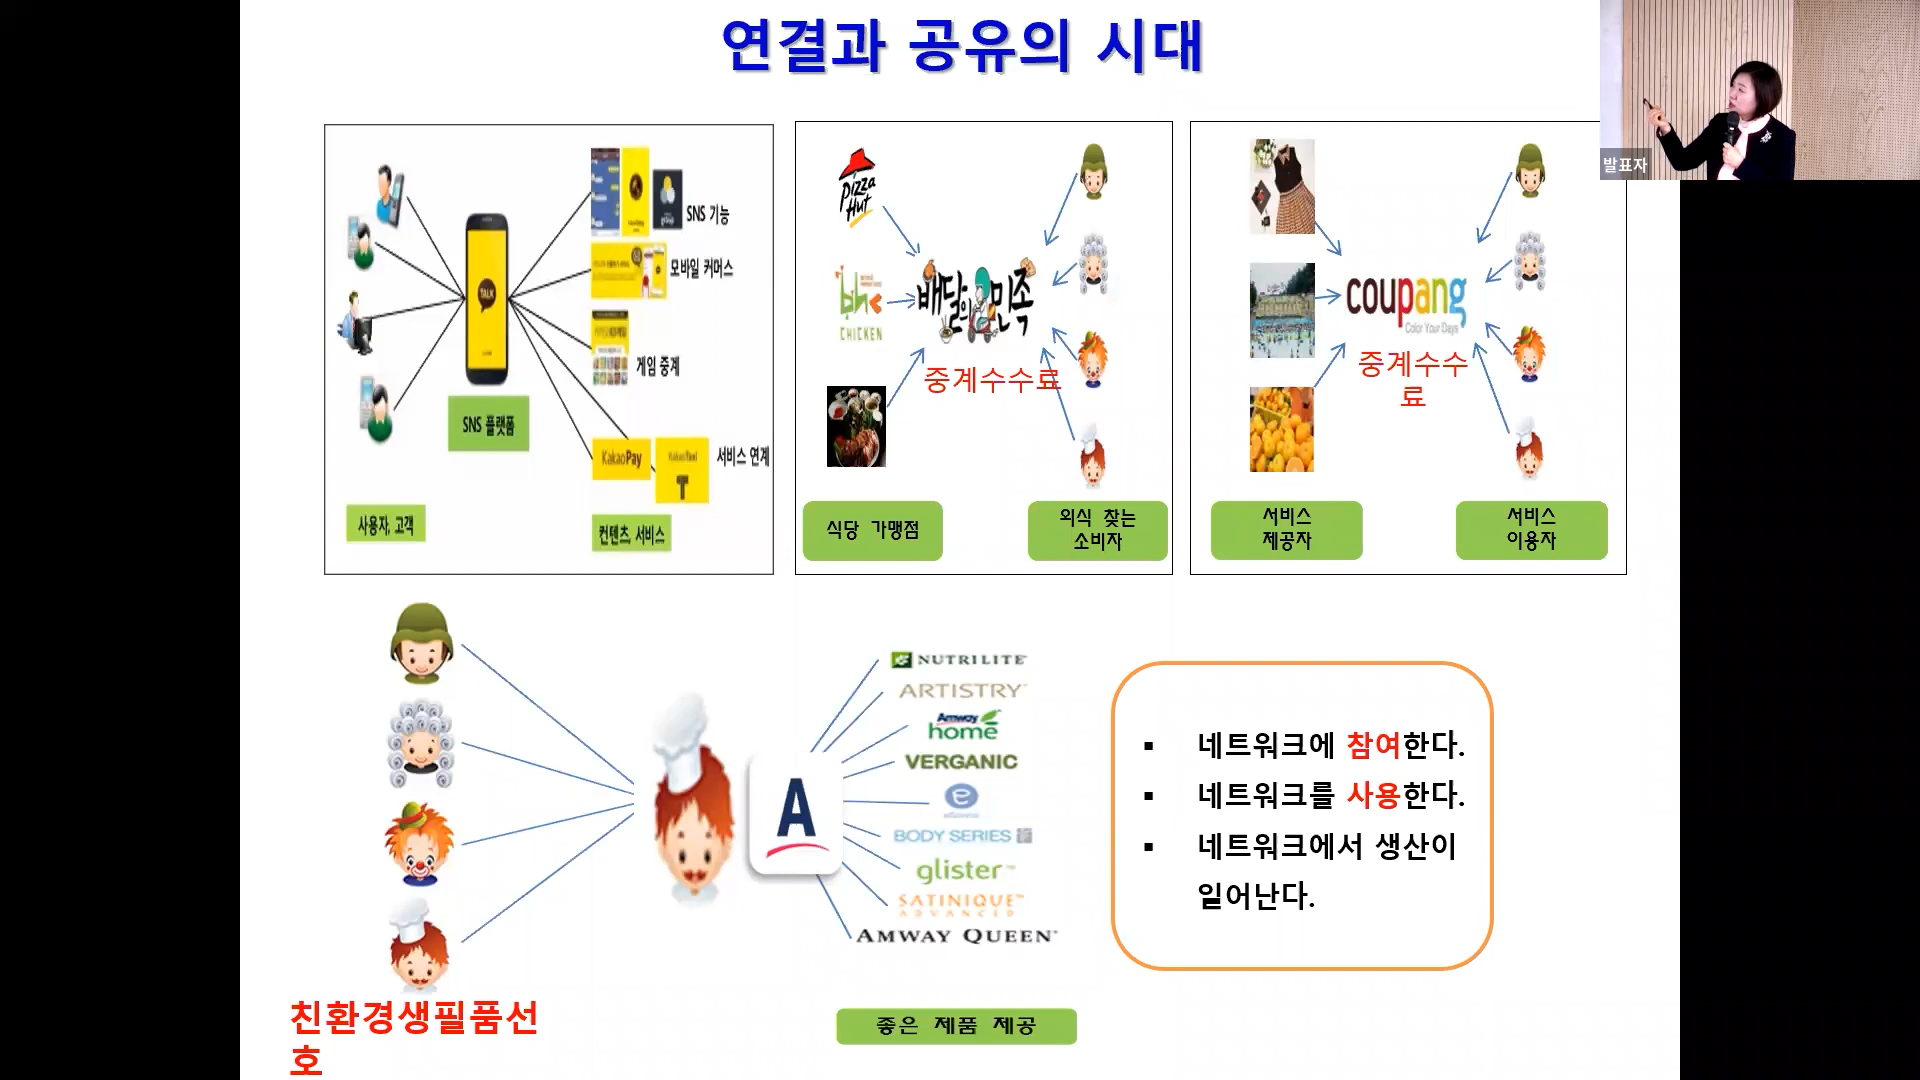 연결과 공유의 시대
발표자
TALK
SNS 기능
모바일 커머스
게임 중계
KakaoPay
KakaoTaxi
T
서비스 연계
SNS 플랫폼
사용자, 고객
컨텐츠, 서비스
Pizza
Hut
bhc
CHICKEN
배달의민족
중계수수료
식당 가맹점
외식 찾는
소비자
coupang
Color Your Days
중계수수
료
서비스
제공자
서비스
이용자
NUTRILITE
ARTISTRY
Amway
home
VERGANIC
e
BODY SERIES
glister
SATINIQUE
ADVANCED
AMWAY QUEEN
A
네트워크에 참여한다.
네트워크를 사용한다.
네트워크에서 생산이
일어난다.
친환경생필품선
호
좋은 제품 제공